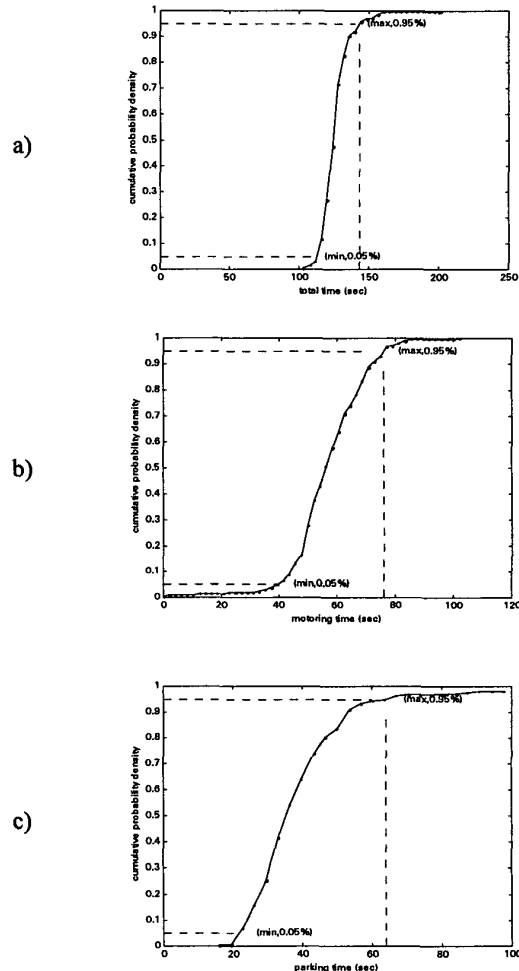 a)
cumulative probability density
1
0.9
0.8
0.7
0.6
0.5
0.4
0.3
0.2
0.1
0
(max,0.95%)
(min,0.05%)
0 50 100 150 200 250
total time (sec)
b)
cumulative probability density
1
0.9
0.8
0.7
0.6
0.5
0.4
0.3
0.2
0.1
0
(max,0.95%)
(min,0.05%)
0 20 40 60 80 100 120
motoring time (sec)
c)
cumulative probability density
1
0.9
0.8
0.7
0.6
0.5
0.4
0.3
0.2
0.1
0
(max,0.95%)
(min,0.05%)
0 20 40 60 80 100
parking time (sec)